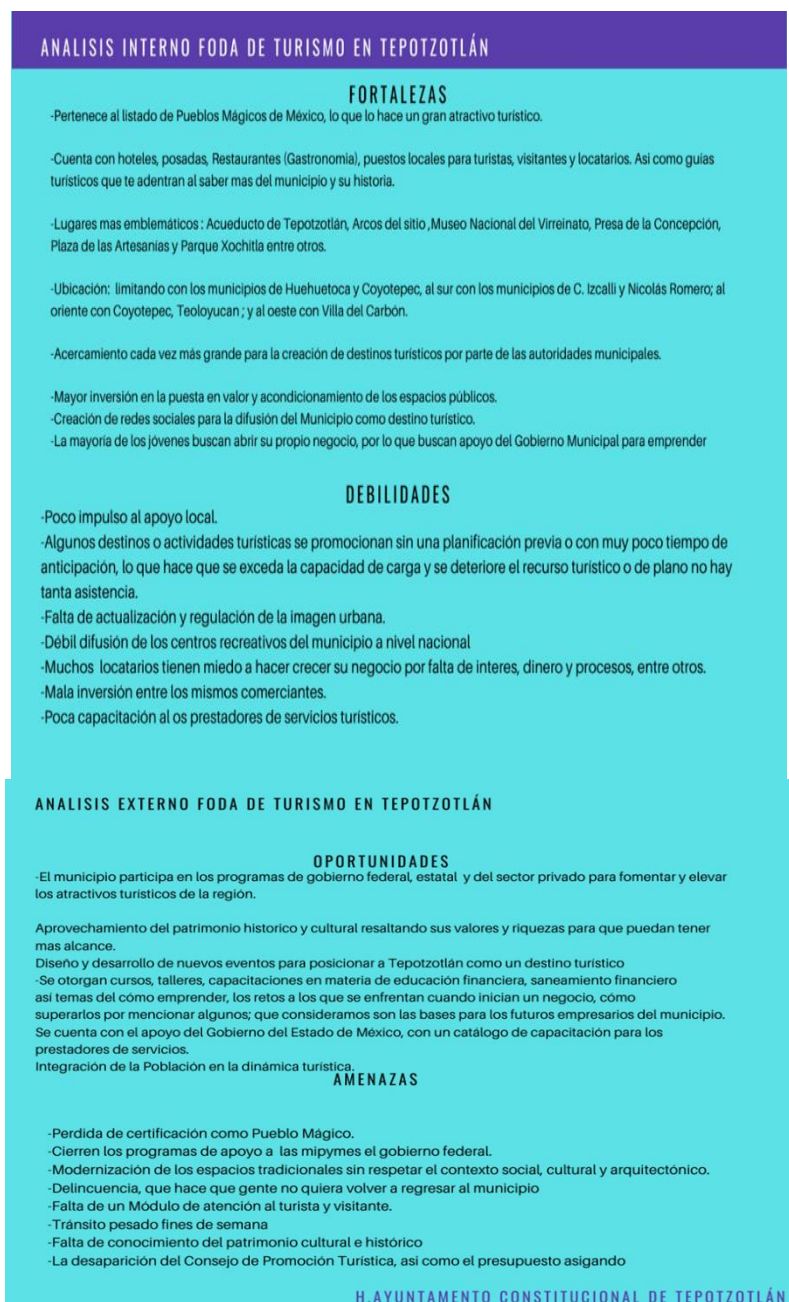 ANALISIS INTERNO FODA DE TURISMO EN TEPOTZOTLÁN
FORTALEZAS
-Pertenece al listado de Pueblos Mágicos de México, lo que lo hace un gran atractivo turístico.
-Cuenta con hoteles, posadas, Restaurantes (Gastronomia), puestos locales para turistas, visitantes y locatarios. Asi como guías
turísticos que te adentran al saber mas del municipio y su historia.
-Lugares mas emblemáticos : Acueducto de Tepotzotlán, Arcos del sitio ,Museo Nacional del Virreinato, Presa de la Concepción,
Plaza de las Artesanías y Parque Xochitla entre otros.
-Ubicación: limitando con los municipios de Huehuetoca y Coyotepec, al sur con los municipios de C. Izcalli y Nicolás Romero; al
oriente con Coyotepec, Teoloyucan ; y al oeste con Villa del Carbón.
-Acercamiento cada vez más grande para la creación de destinos turísticos por parte de las autoridades municipales.
-Mayor inversión en la puesta en valor y acondicionamiento de los espacios públicos.
-Creación de redes sociales para la difusión del Municipio como destino turístico.
-La mayoría de los jóvenes buscan abrir su propio negocio, por lo que buscan apoyo del Gobierno Municipal para emprender
DEBILIDADES
-Poco impulso al apoyo local.
-Algunos destinos o actividades turísticas se promocionan sin una planificación previa o con muy poco tiempo de
anticipación, lo que hace que se exceda la capacidad de carga y se deteriore el recurso turístico o de plano no hay
tanta asistencia.
-Falta de actualización y regulación de la imagen urbana.
-Débil difusión de los centros recreativos del municipio a nivel nacional
-Muchos locatarios tienen miedo a hacer crecer su negocio por falta de interes, dinero y procesos, entre otros.
-Mala inversión entre los mismos comerciantes.
-Poca capacitación al os prestadores de servicios turísticos.
ANALISIS EXTERNO FODA DE TURISMO EN TEPOTZOTLÁN
OPORTUNIDADES
-El municipio participa en los programas de gobierno federal, estatal y del sector privado para fomentar y elevar
los atractivos turísticos de la región.
Aprovechamiento del patrimonio historico y cultural resaltando sus valores y riquezas para que puedan tener
mas alcance.
Diseño y desarrollo de nuevos eventos para posicionar a Tepotzotlán como un destino turístico
-Se otorgan cursos, talleres, capacitaciones en materia de educación financiera, saneamiento financiero
así temas del cómo emprender, los retos a los que se enfrentan cuando inician un negocio, cómo
superarlos por mencionar algunos; que consideramos son las bases para los futuros empresarios del municipio.
Se cuenta con el apoyo del Gobierno del Estado de México, con un catálogo de capacitación para los
prestadores de servicios.
Integración de la Población en la dinámica turística.
AMENAZAS
-Perdida de certificación como Pueblo Mágico.
-Cierren los programas de apoyo a las mipymes el gobierno federal.
-Modernización de los espacios tradicionales sin respetar el contexto social, cultural y arquitectónico.
-Delincuencia, que hace que gente no quiera volver a regresar al municipio
-Falta de un Módulo de atención al turista y visitante.
-Tránsito pesado fines de semana
-Falta de conocimiento del patrimonio cultural e histórico
-La desaparición del Consejo de Promoción Turística, asi como el presupuesto asigando
H.AYUNTAMENTO CONSTITUCIONAL DE TEPOTZOTLÁN